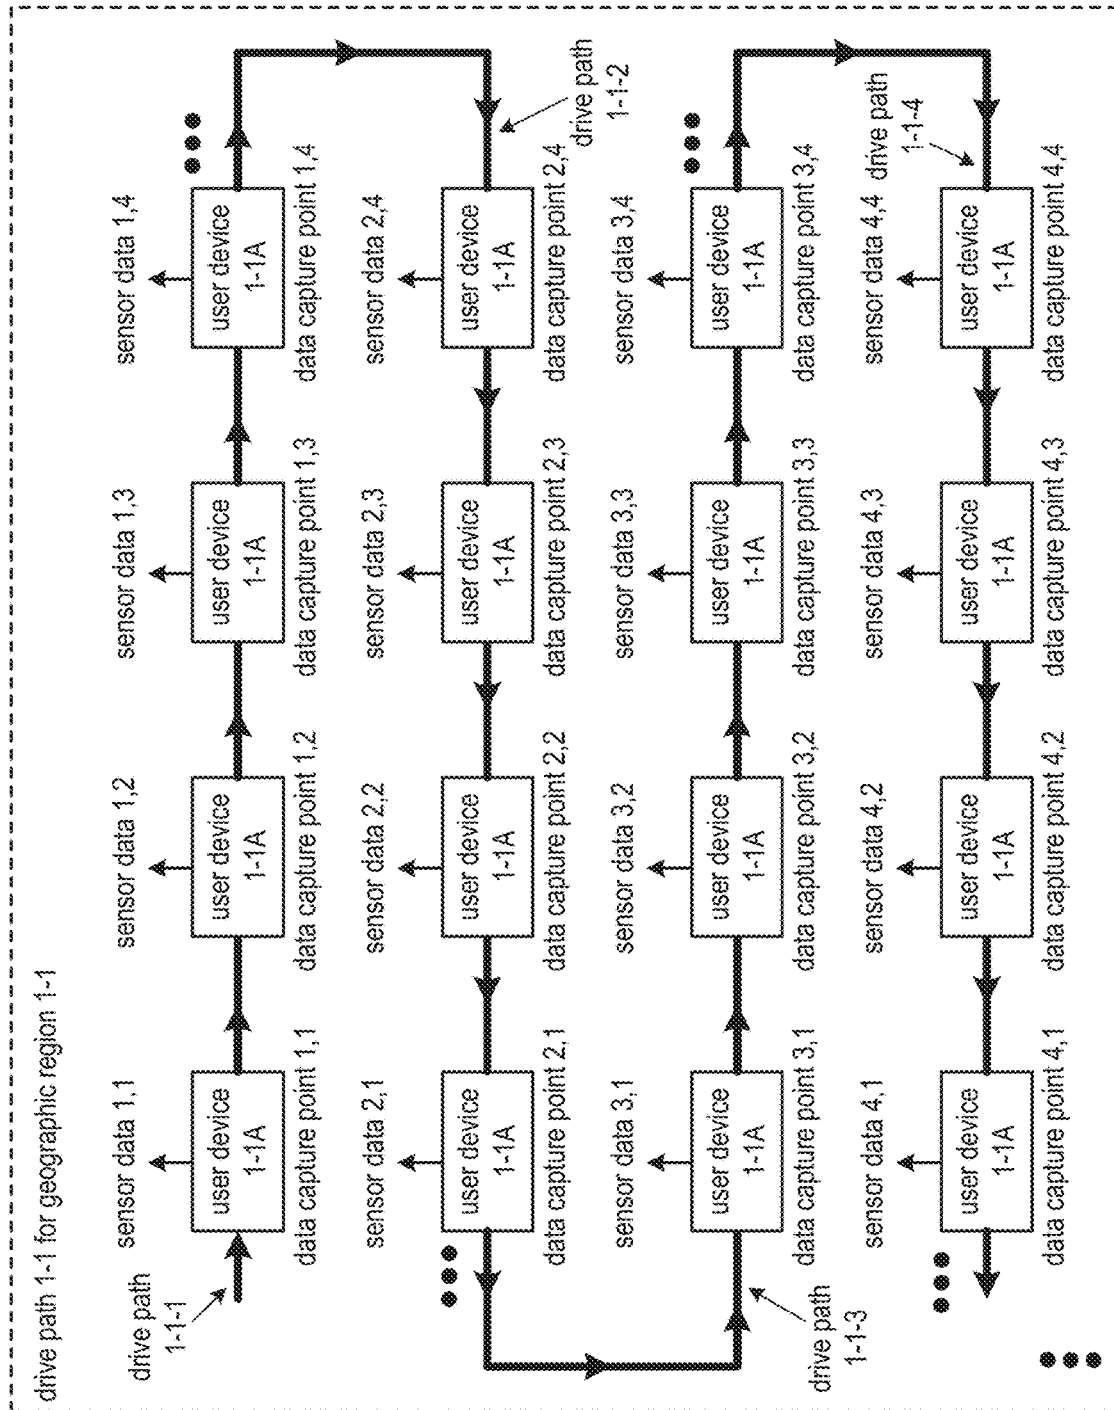 drive path 1-1 for geographic region 1-1
sensor data 1,1
sensor data 1,2
sensor data 1,3
sensor data 1,4
drive path
1-1-1
user device
1-1A
user device
1-1A
user device
1-1A
user device
1-1A
data capture point 1,1
data capture point 1,2
data capture point 1,3
data capture point 1,4
sensor data 2,1
sensor data 2,2
sensor data 2,3
sensor data 2,4
user device
1-1A
user device
1-1A
user device
1-1A
user device
1-1A
drive path
1-1-2
data capture point 2,1
data capture point 2,2
data capture point 2,3
data capture point 2,4
sensor data 3,1
sensor data 3,2
sensor data 3,3
sensor data 3,4
user device
1-1A
user device
1-1A
user device
1-1A
user device
1-1A
drive path
1-1-3
data capture point 3,1
data capture point 3,2
data capture point 3,3
data capture point 3,4
drive path
1-1-4
sensor data 4,1
sensor data 4,2
sensor data 4,3
sensor data 4,4
user device
1-1A
user device
1-1A
user device
1-1A
user device
1-1A
data capture point 4,1
data capture point 4,2
data capture point 4,3
data capture point 4,4